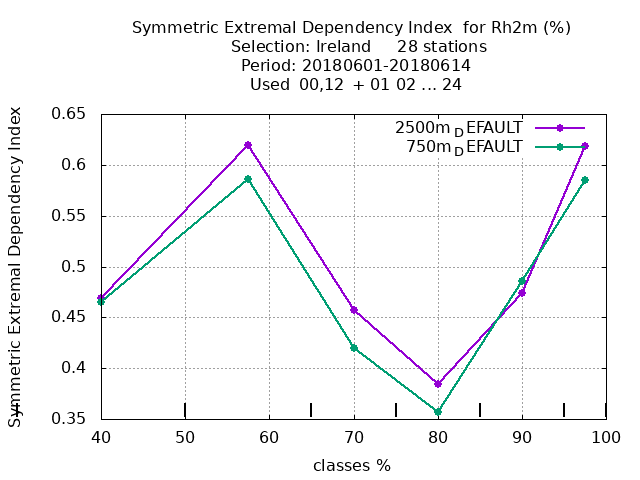 Symmetric Extremal Dependency Index for Rh2m (%)
Selection: Ireland 28 stations
Period: 20180601-20180614
Used 00,12 + 01 02 ... 24
Symmetric Extremal Dependency Index
0.65
0.6
0.55
0.5
0.45
0.4
0.35
2500m_DEFAULT
750m_DEFAULT
40 50 60 70 80 90 100
classes %